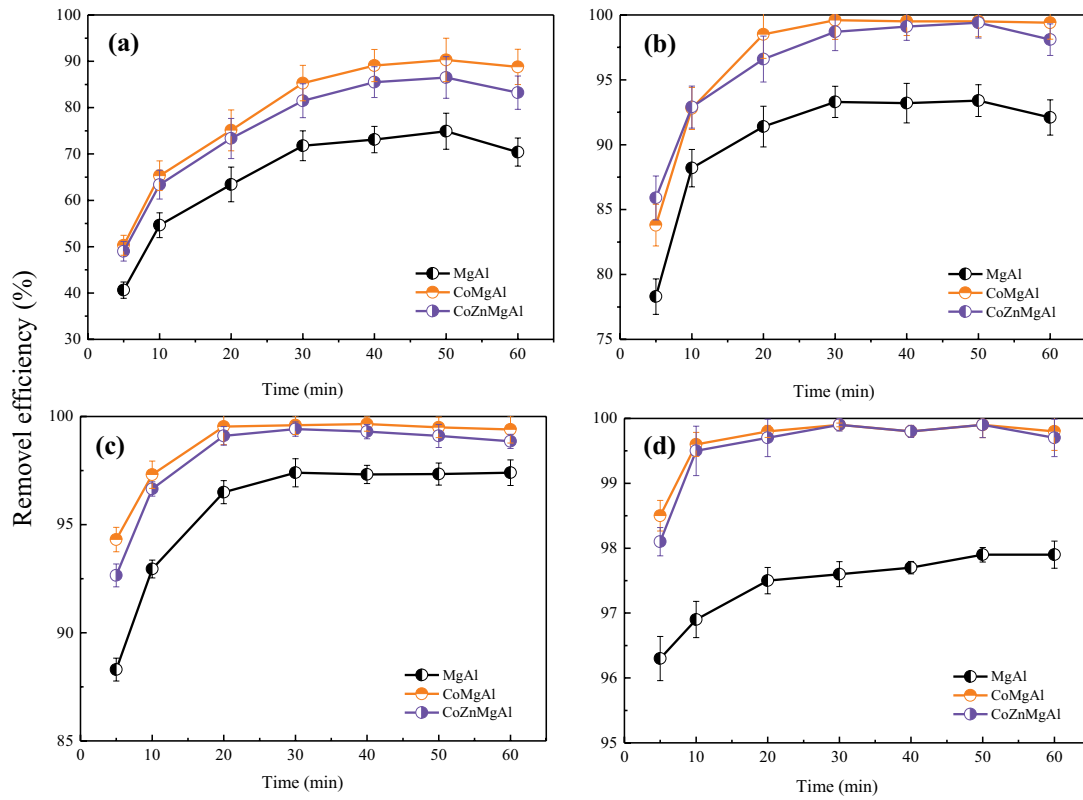 Removel efficiency (%)
(a)
100
90
80
70
60
50
40
30
0 10 20 30 40 50 60
Time (min)
MgAl
CoMgAl
CoZnMgAl
(b)
100
95
90
85
80
75
0 10 20 30 40 50 60
Time (min)
MgAl
CoMgAl
CoZnMgAl
(c)
100
95
90
85
0 10 20 30 40 50 60
Time (min)
MgAl
CoMgAl
CoZnMgAl
(d)
100
99
98
97
96
95
0 10 20 30 40 50 60
Time (min)
MgAl
CoMgAl
CoZnMgAl